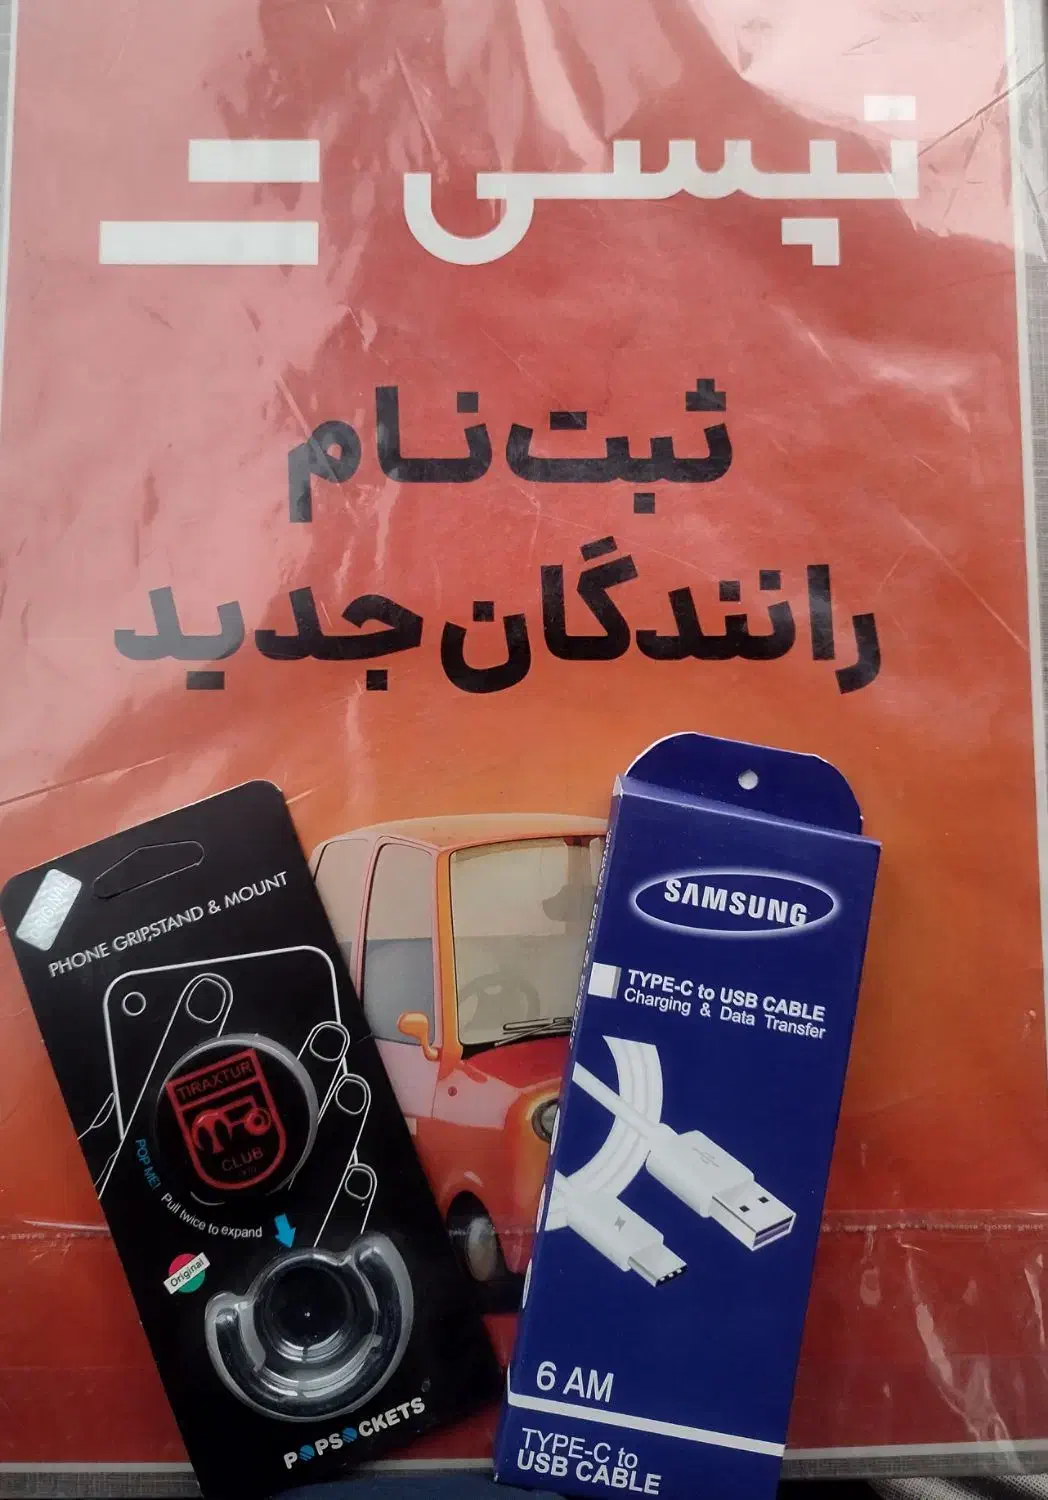 تپسی
ثبت‌نام
رانندگان جدید
ORIGINAL
PHONE GRIP,STAND & MOUNT
TIRAXTUR
CLUB
POP ME!
Pull twice to expand
Original
POPSOCKETS
SAMSUNG
TYPE-C to USB CABLE
Charging & Data Transfer
6 AM
TYPE-C to
USB CABLE